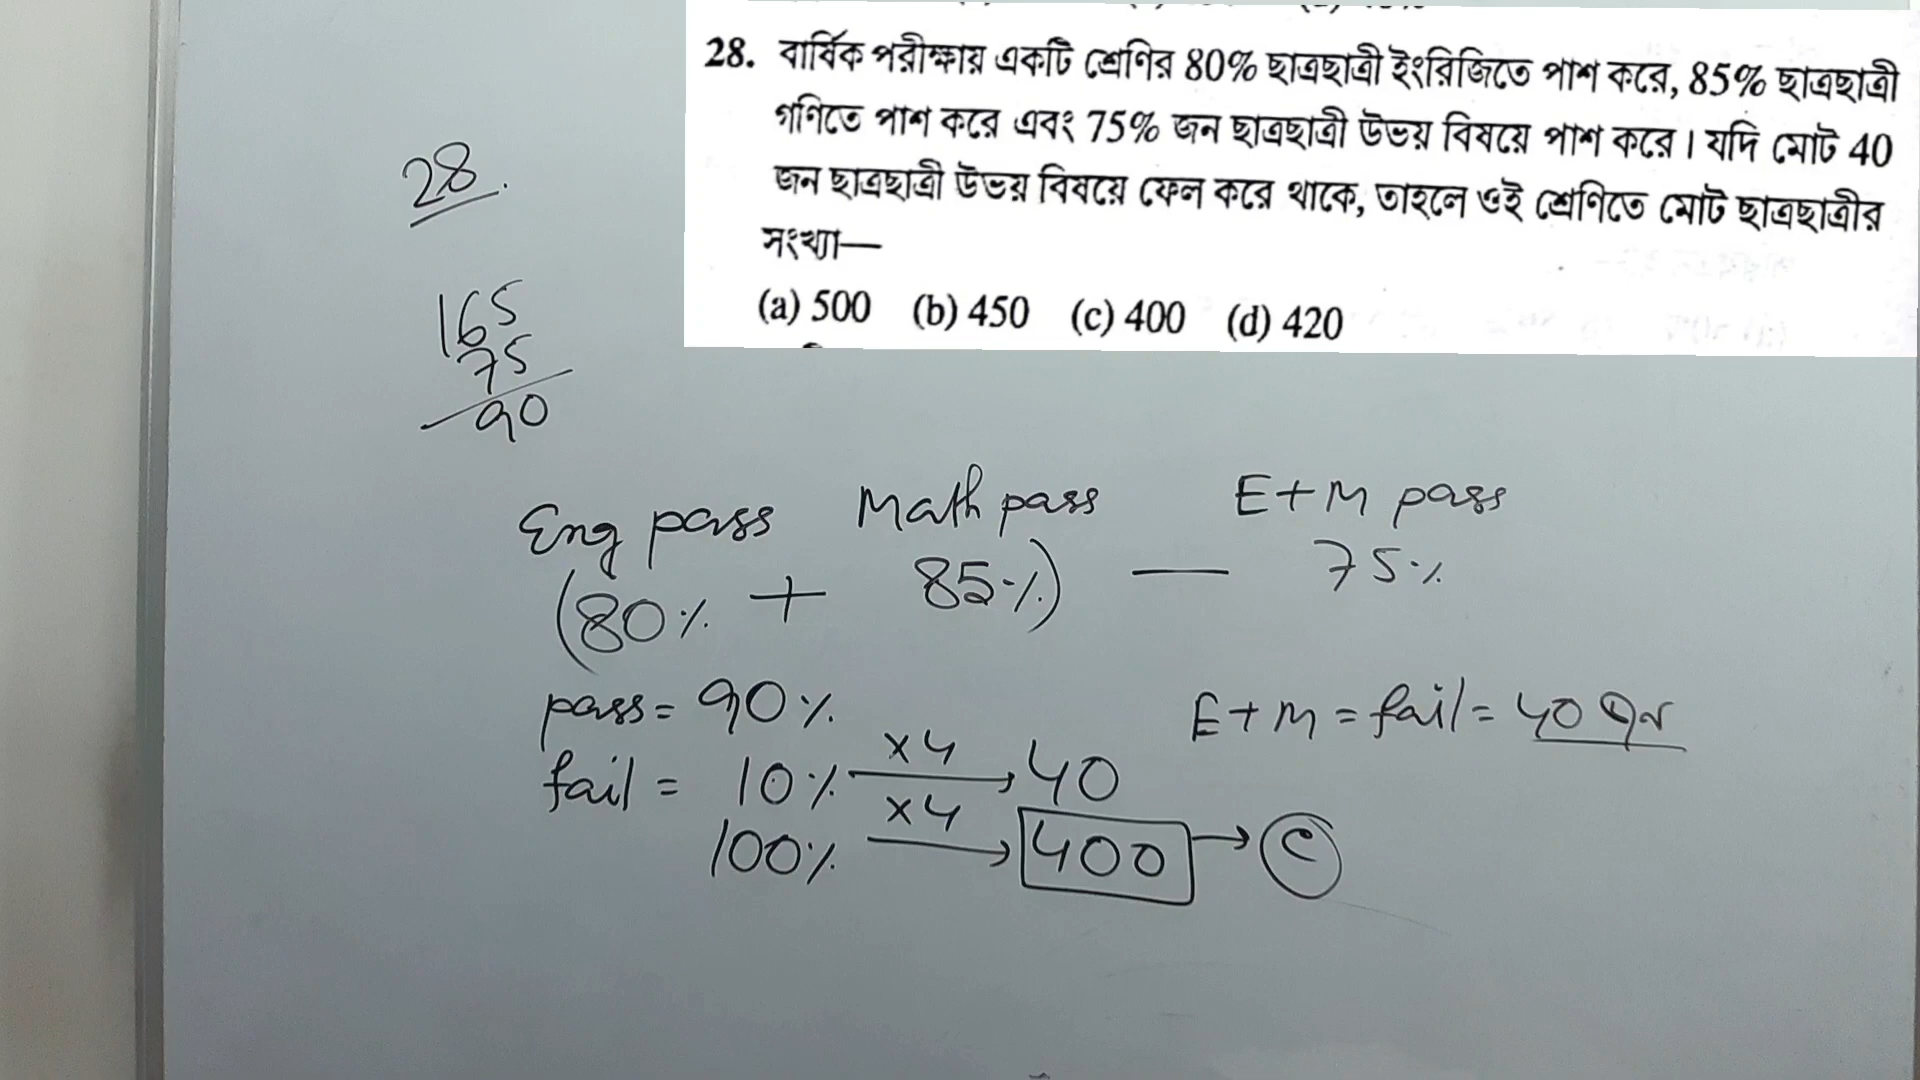 28. বার্ষিক পরীক্ষায় একটি শ্রেণির 80% ছাত্রছাত্রী ইংরিজিতে পাশ করে, 85% ছাত্রছাত্রী
গণিতে পাশ করে এবং 75% জন ছাত্রছাত্রী উভয় বিষয়ে পাশ করে। যদি মোট 40
জন ছাত্রছাত্রী উভয় বিষয়ে ফেল করে থাকে, তাহলে ওই শ্রেণিতে মোট ছাত্রছাত্রীর
সংখ্যা—
(a) 500 (b) 450 (c) 400 (d) 420
28.
165
75
90
Eng pass Math pass E+M pass
(80% + 85%) — 75%
pass = 90%
E+M = fail = 40 জন
fail = 10% ×4 → 40
100% ×4 → 400 → C